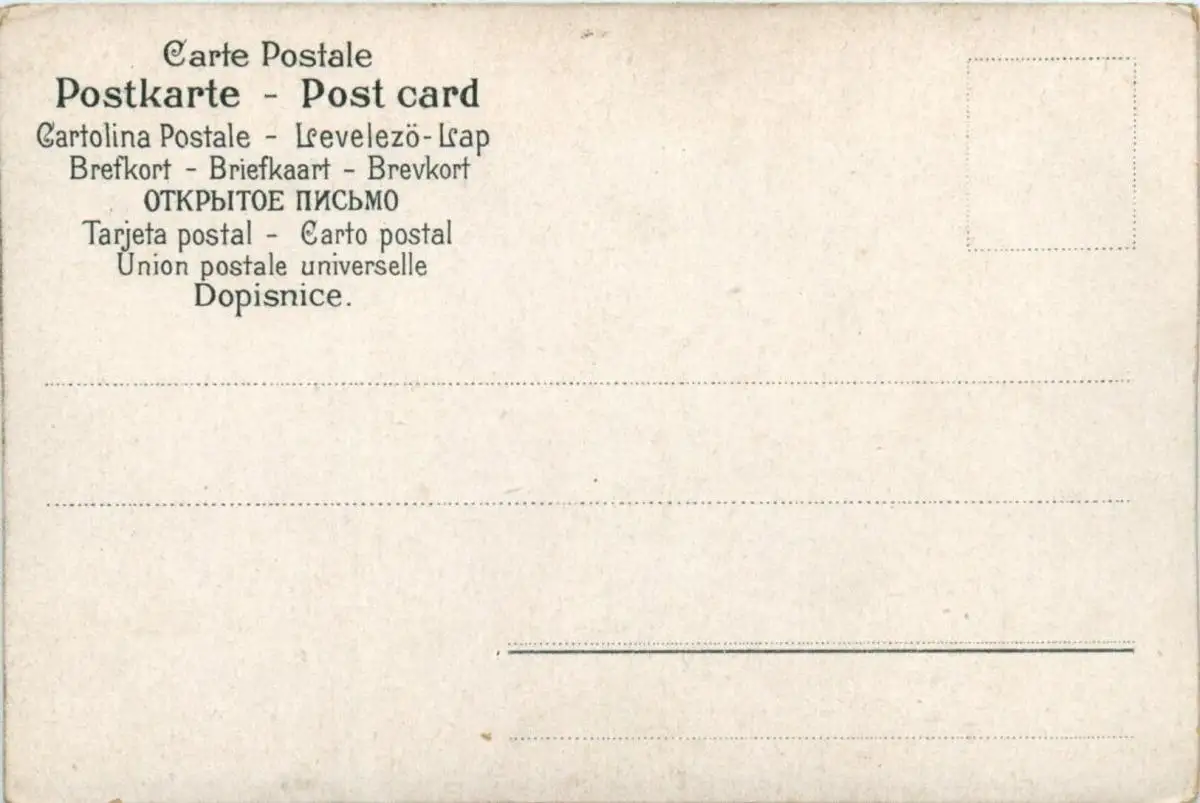 Carte Postale
Postkarte - Post card
Cartolina Postale - Levelezö-Lap
Brefkort - Briefkaart - Brevkort
ОТКРЫТОЕ ПИСЬМО
Tarjeta postal - Carto postal
Union postale universelle
Dopisnice.